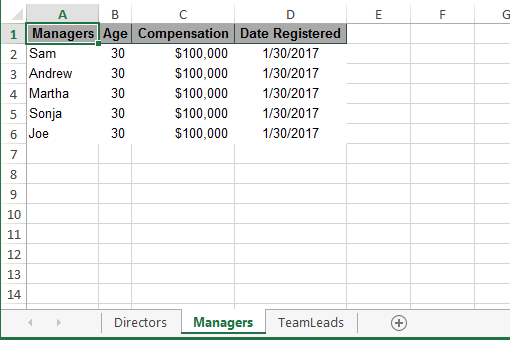 A B C D E F G
1 Managers Age Compensation Date Registered
2 Sam 30 $100,000 1/30/2017
3 Andrew 30 $100,000 1/30/2017
4 Martha 30 $100,000 1/30/2017
5 Sonja 30 $100,000 1/30/2017
6 Joe 30 $100,000 1/30/2017
7
8
9
10
11
12
13
14
Directors Managers TeamLeads